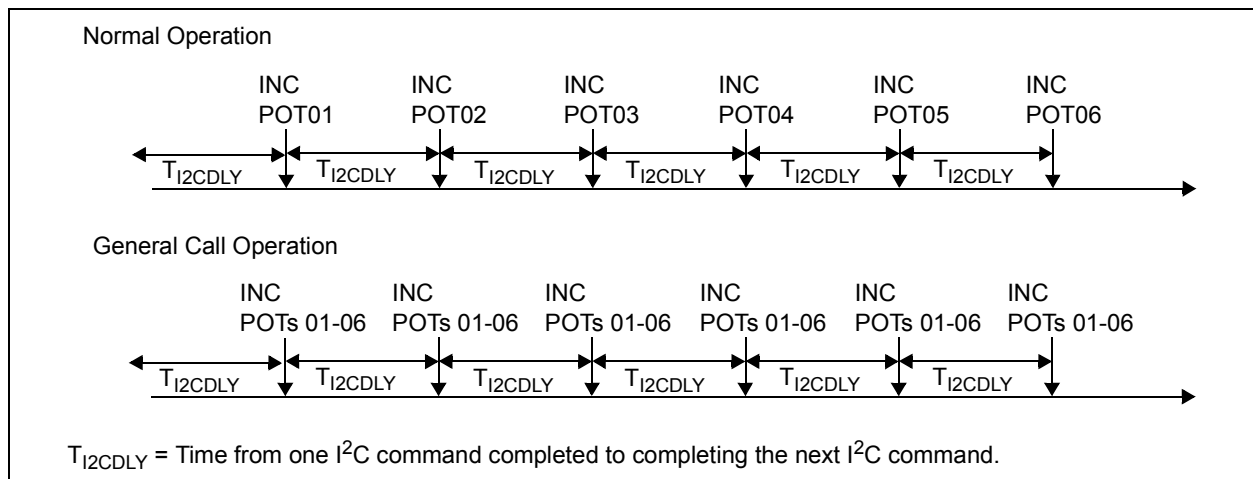 Normal Operation
INC INC INC INC INC INC
POT01 POT02 POT03 POT04 POT05 POT06
TI2CDLY TI2CDLY TI2CDLY TI2CDLY TI2CDLY TI2CDLY
General Call Operation
INC INC INC INC INC INC
POTs 01-06 POTs 01-06 POTs 01-06 POTs 01-06 POTs 01-06 POTs 01-06
TI2CDLY TI2CDLY TI2CDLY TI2CDLY TI2CDLY TI2CDLY
TI2CDLY = Time from one I²C command completed to completing the next I²C command.